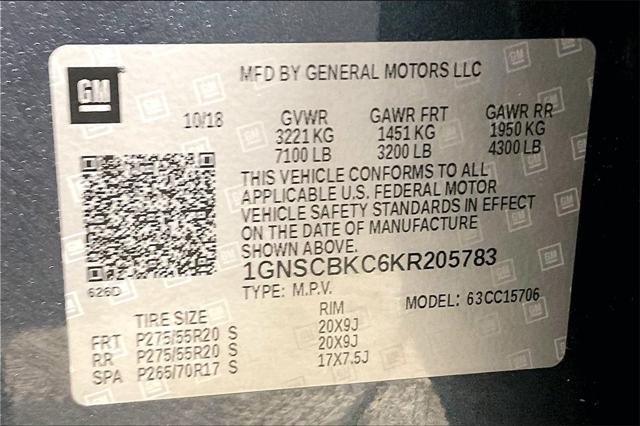 GM
MFD BY GENERAL MOTORS LLC
10/18 GVWR GAWR FRT GAWR RR
3221 KG 1451 KG 1950 KG
7100 LB 3200 LB 4300 LB
THIS VEHICLE CONFORMS TO ALL
APPLICABLE U.S. FEDERAL MOTOR
VEHICLE SAFETY STANDARDS IN EFFECT
ON THE DATE OF MANUFACTURE
SHOWN ABOVE.
1GNSCBKC6KR205783
626D
TYPE: M.P.V. MODEL: 63CC15706
TIRE SIZE RIM
FRT P275/55R20 S 20X9J
RR P275/55R20 S 20X9J
SPA P265/70R17 S 17X7.5J